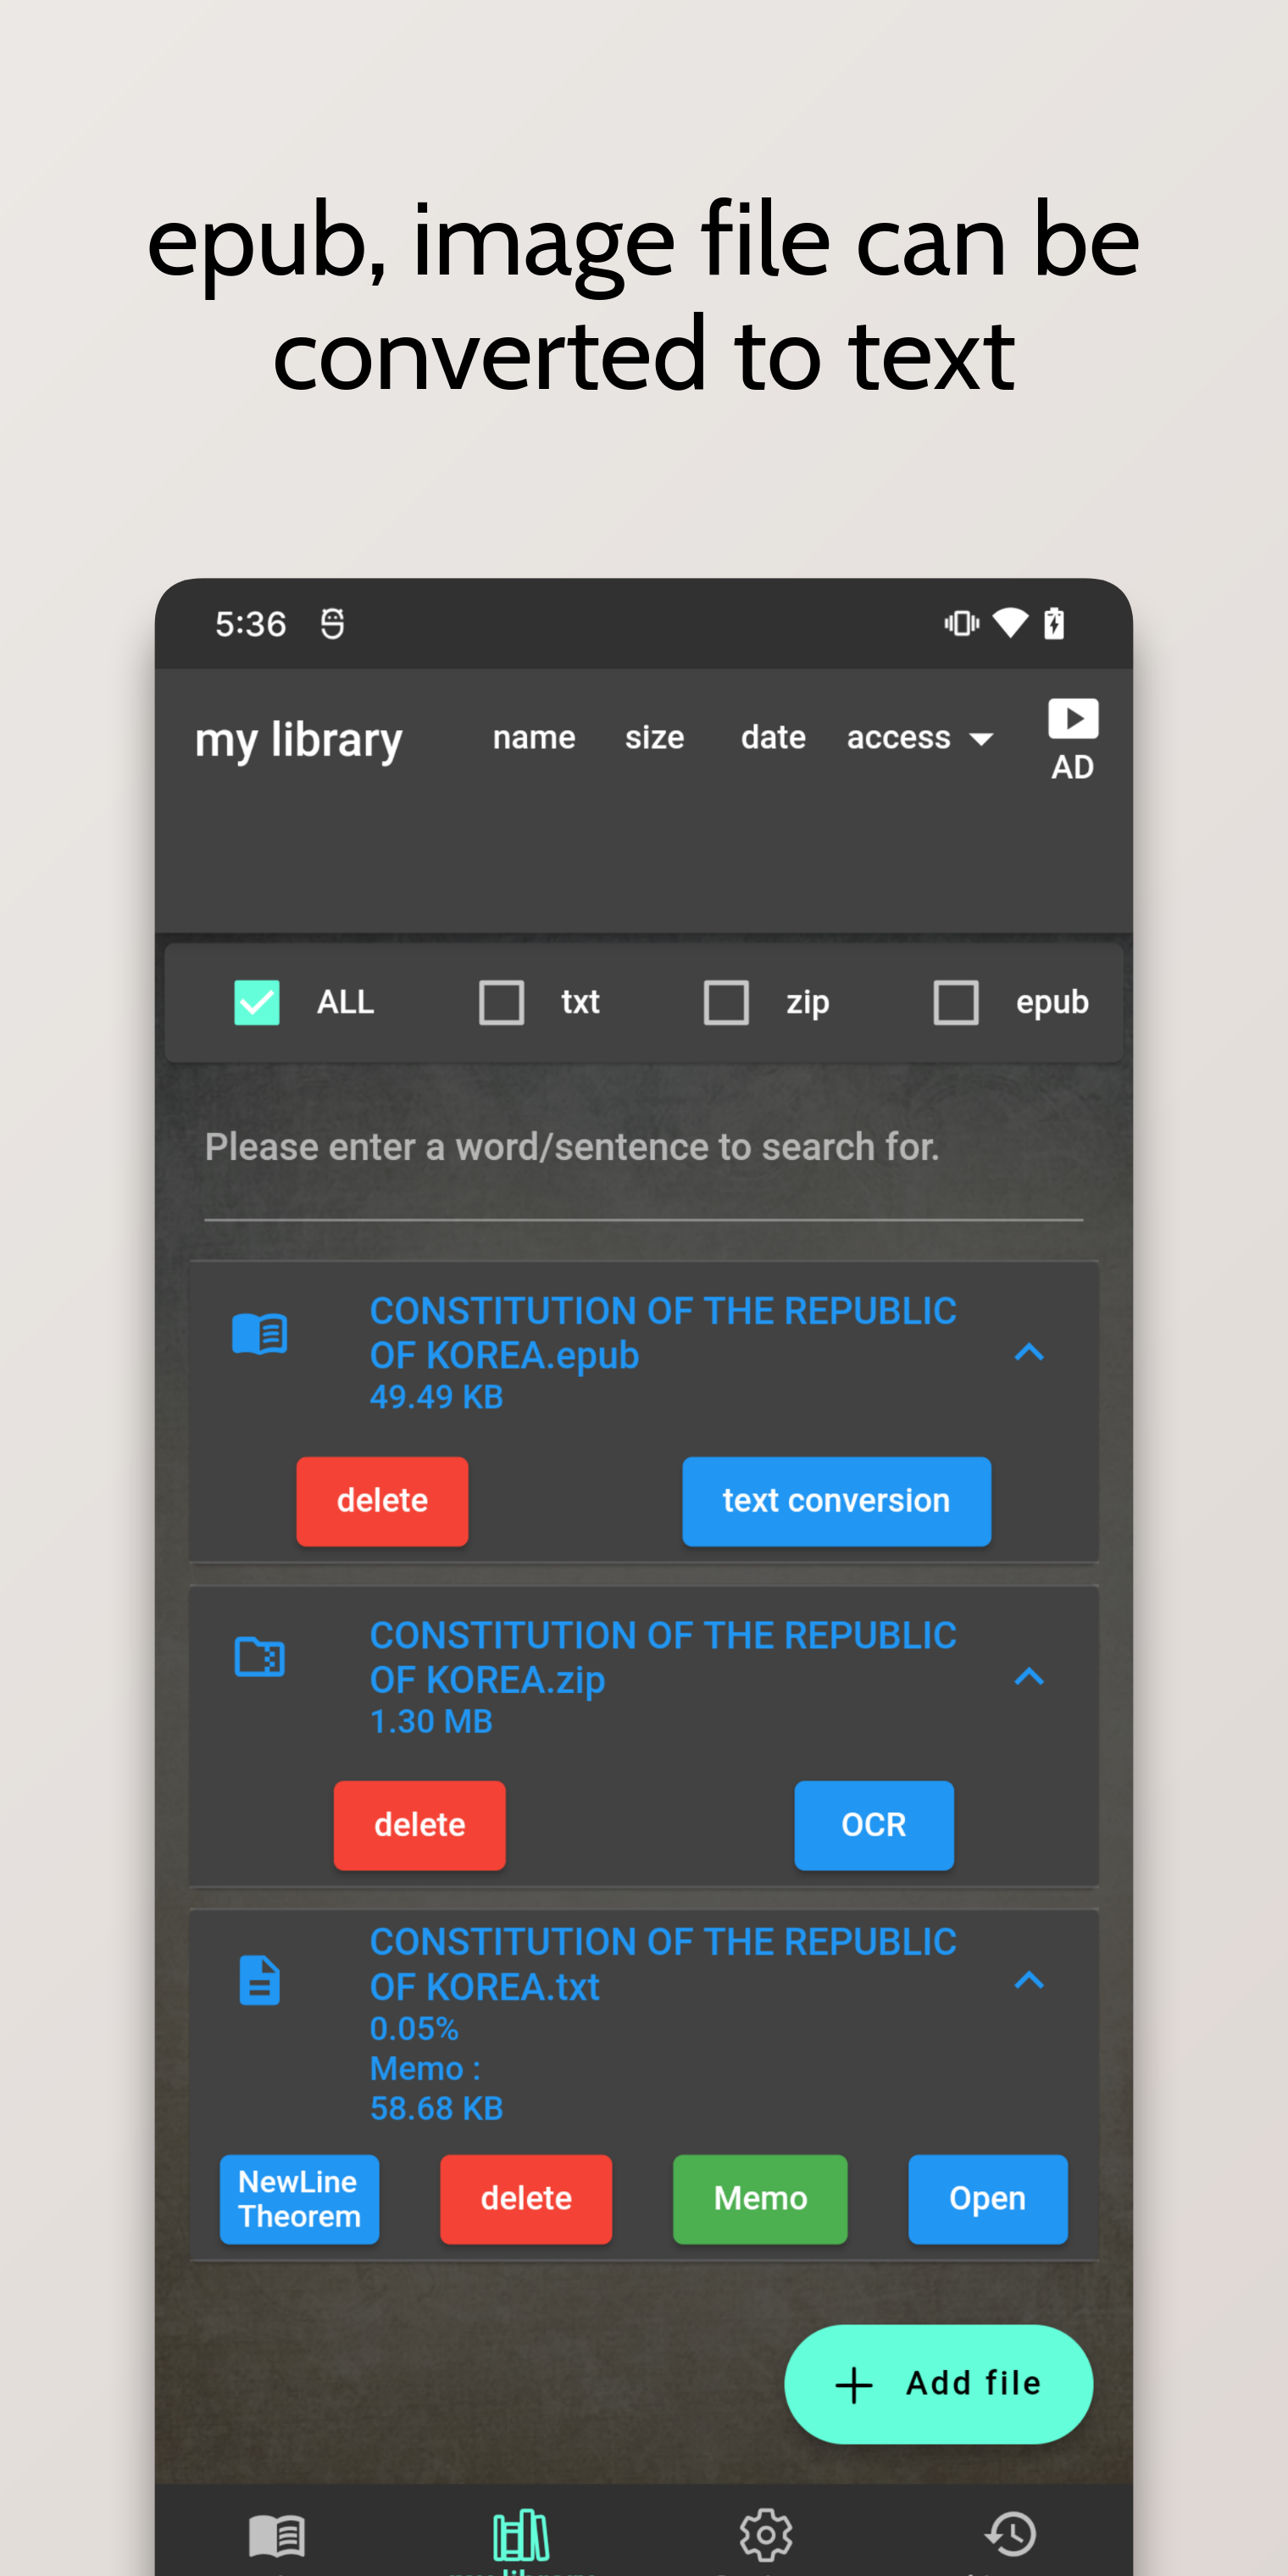 epub, image file can be
converted to text
5:36
my library name size date access
AD
ALL txt zip epub
Please enter a word/sentence to search for.
CONSTITUTION OF THE REPUBLIC
OF KOREA.epub
49.49 KB
delete text conversion
CONSTITUTION OF THE REPUBLIC
OF KOREA.zip
1.30 MB
delete OCR
CONSTITUTION OF THE REPUBLIC
OF KOREA.txt
0.05%
Memo :
58.68 KB
NewLine
Theorem
delete Memo Open
Add file
my library